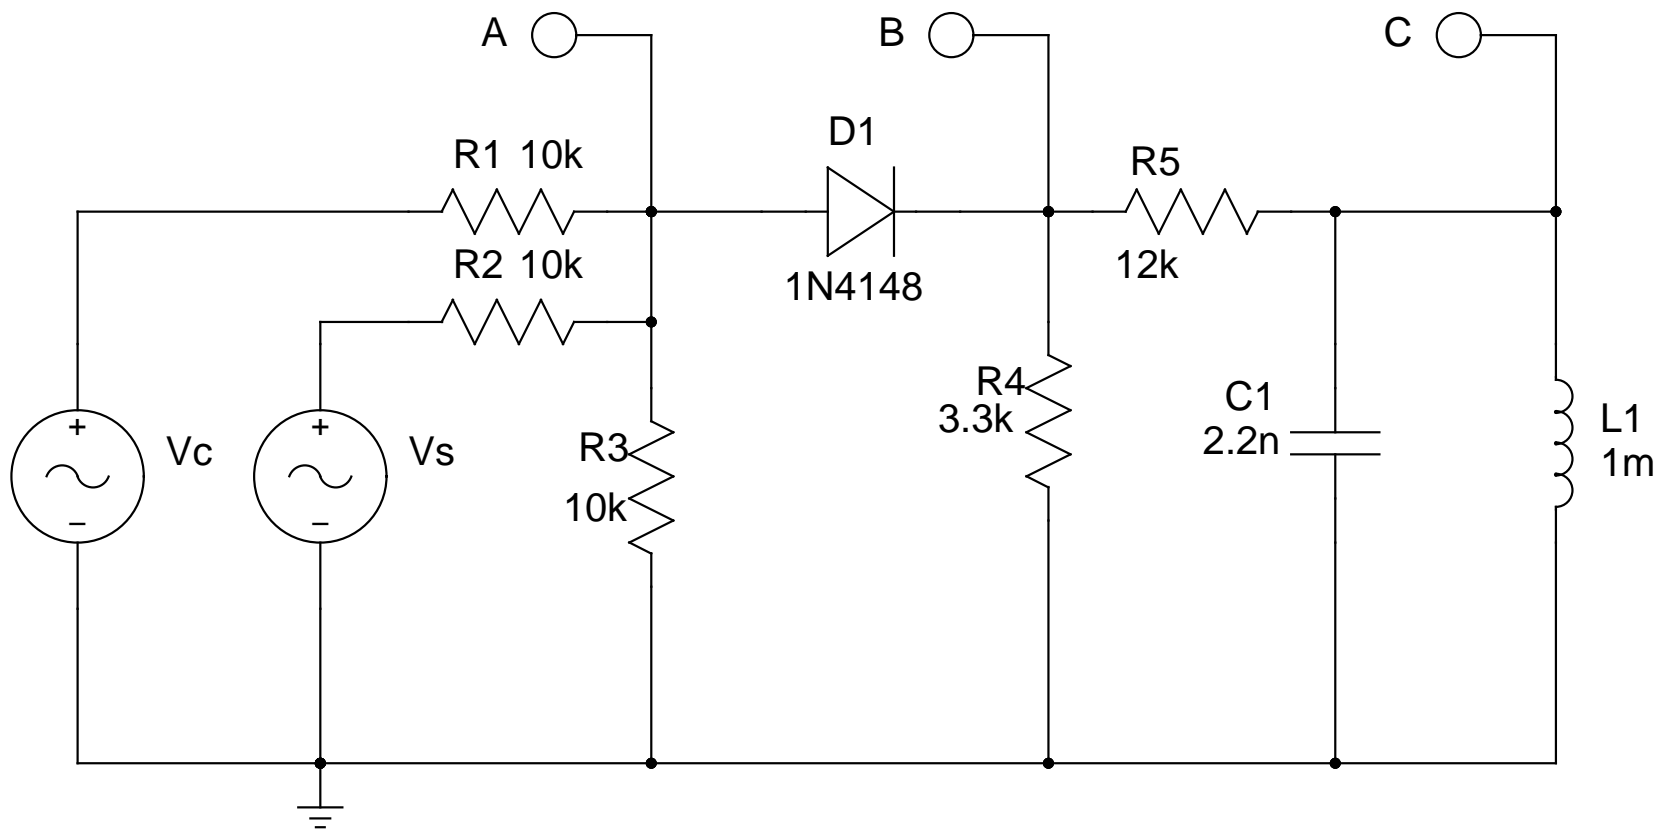 A
B
C
R1 10k
D1
R5
R2 10k
1N4148
12k
+
Vc
−
+
Vs
−
R3
10k
R4
3.3k
C1
2.2n
L1
1m